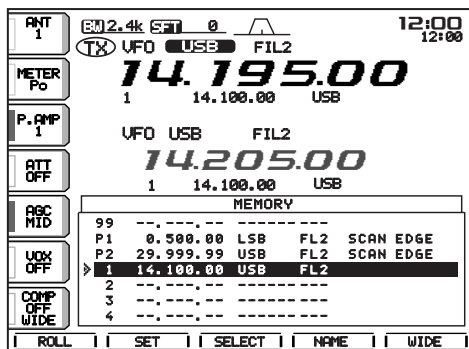 ANT
1
BW 2.4k SFT 0
12:00
12:00
TX VFO USB FIL2
14.195.00
1 14.100.00 USB
METER
Po
P.AMP
1
VFO USB FIL2
14.205.00
1 14.100.00 USB
ATT
OFF
AGC
MID
VOX
OFF
COMP
OFF
WIDE
MEMORY
99 --.---.-- ------ ---
P1 0.500.00 LSB FL2 SCAN EDGE
P2 29.999.99 USB FL2 SCAN EDGE
1 14.100.00 USB FL2
2 --.---.-- ------ ---
3 --.---.-- ------ ---
4 --.---.-- ------ ---
ROLL SET SELECT NAME WIDE